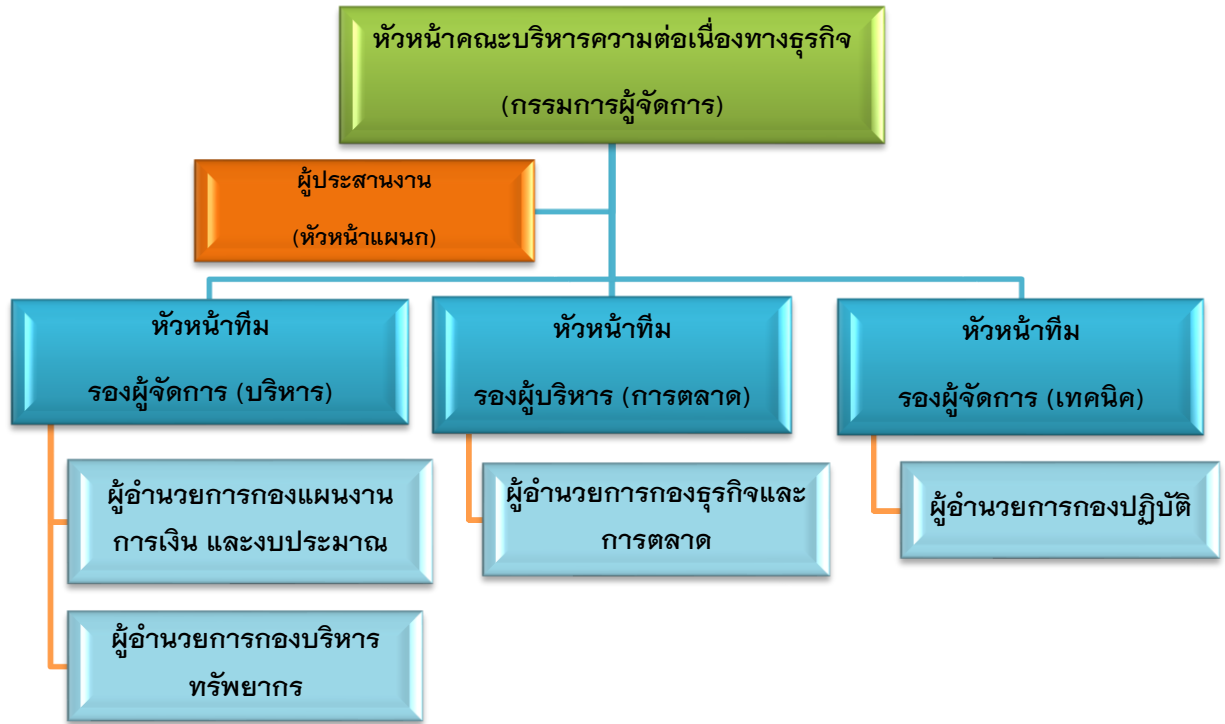 หัวหน้าคณะบริหารความต่อเนื่องทางธุรกิจ
(กรรมการผู้จัดการ)
ผู้ประสานงาน
(หัวหน้าแผนก)
หัวหน้าทีม
รองผู้จัดการ (บริหาร)
หัวหน้าทีม
รองผู้บริหาร (การตลาด)
หัวหน้าทีม
รองผู้จัดการ (เทคนิค)
ผู้อำนวยการกองแผนงาน
การเงิน และงบประมาณ
ผู้อำนวยการกองธุรกิจและ
การตลาด
ผู้อำนวยการกองปฏิบัติ
ผู้อำนวยการกองบริหาร
ทรัพยากร